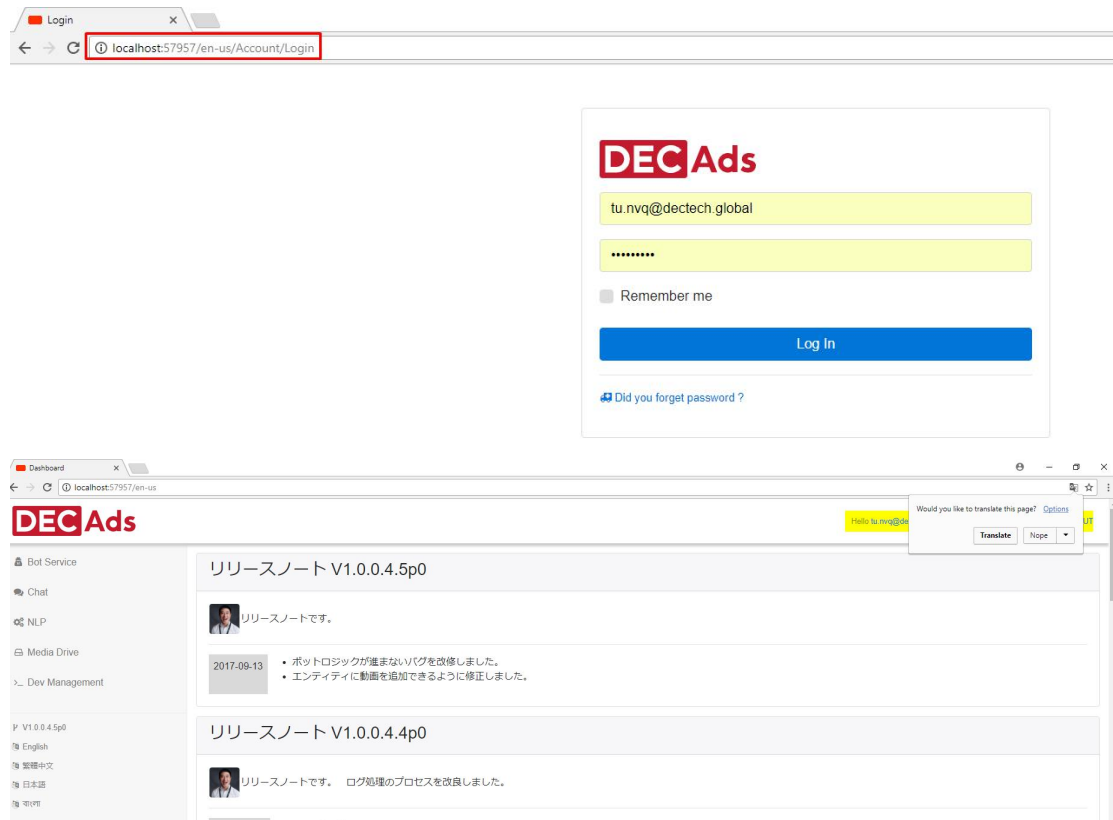 Login
localhost:57957/en-us/Account/Login
DEC Ads
tu.nvq@dectech.global
•••••••••
Remember me
Log In
Did you forget password ?
Dashboard
localhost:57957/en-us
DEC Ads
Hello tu.nvq@de
UT
Would you like to translate this page? Options
Translate Nope
Bot Service
Chat
NLP
Media Drive
Dev Management
V1.0.0.4.5p0
English
繁體中文
日本語
বাংলা
リリースノート V1.0.0.4.5p0
リリースノートです。
2017-09-13
• ボットロジックが進まないバグを改修しました。
• エンティティに動画を追加できるように修正しました。
リリースノート V1.0.0.4.4p0
リリースノートです。 ログ処理のプロセスを改良しました。